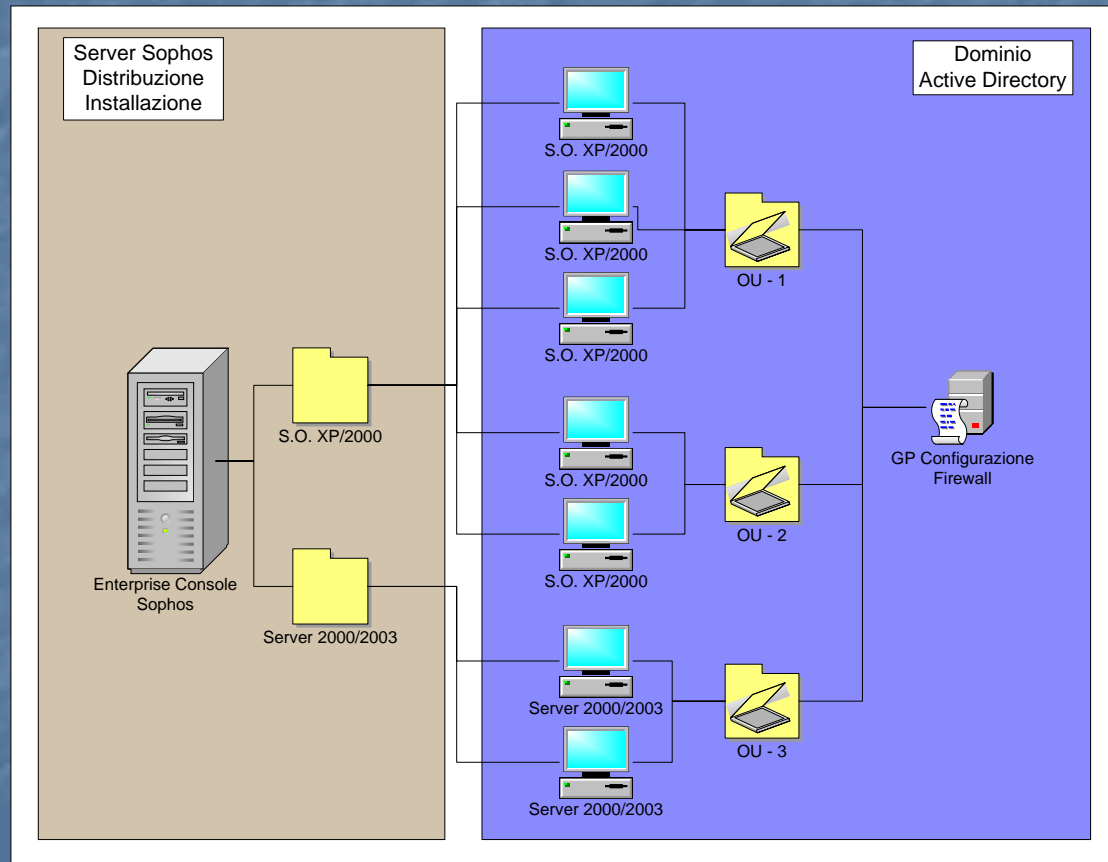 Server Sophos
Distribuzione
Installazione
Dominio
Active Directory
S.O. XP/2000
S.O. XP/2000
OU - 1
S.O. XP/2000
S.O. XP/2000
S.O. XP/2000
GP Configurazione
Firewall
OU - 2
S.O. XP/2000
Enterprise Console
Sophos
Server 2000/2003
Server 2000/2003
OU - 3
Server 2000/2003